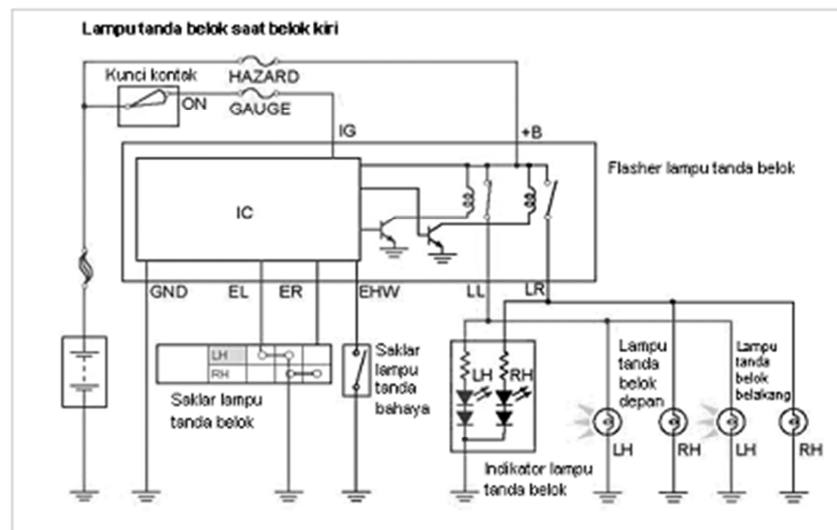 Lampu tanda belok saat belok kiri
Kunci kontak
HAZARD
ON
GAUGE
IG
+B
Flasher lampu tanda belok
IC
GND
EL
ER
EHW
LL
LR
LH
RH
Saklar lampu
tanda belok
Saklar
lampu
tanda
bahaya
LH
RH
Indikator lampu
tanda belok
Lampu
tanda
belok
depan
Lampu
tanda
belok
belakang
LH
RH
LH
RH